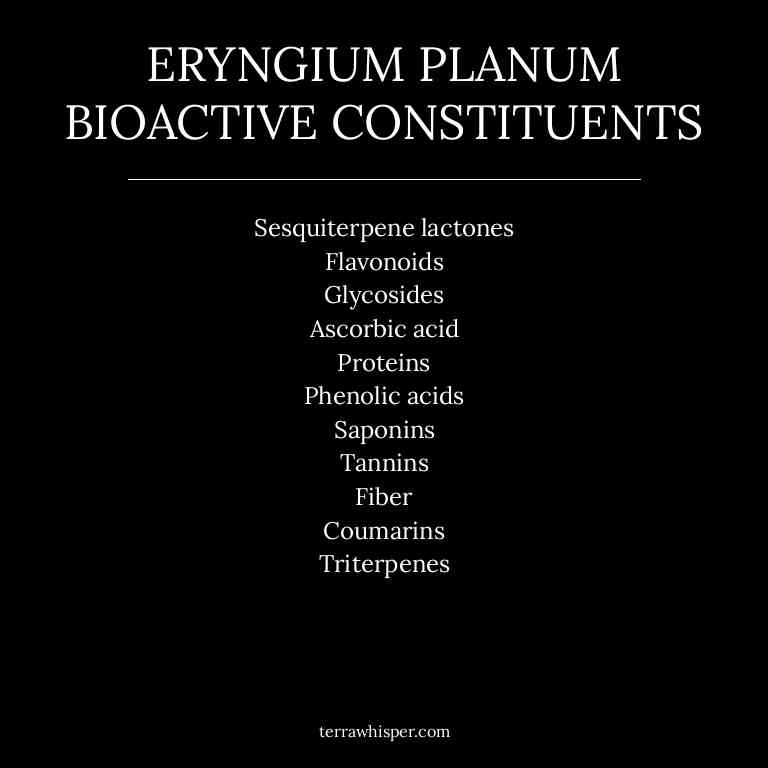 ERYNGIUM PLANUM
BIOACTIVE CONSTITUENTS
Sesquiterpene lactones
Flavonoids
Glycosides
Ascorbic acid
Proteins
Phenolic acids
Saponins
Tannins
Fiber
Coumarins
Triterpenes
terrawhisper.com